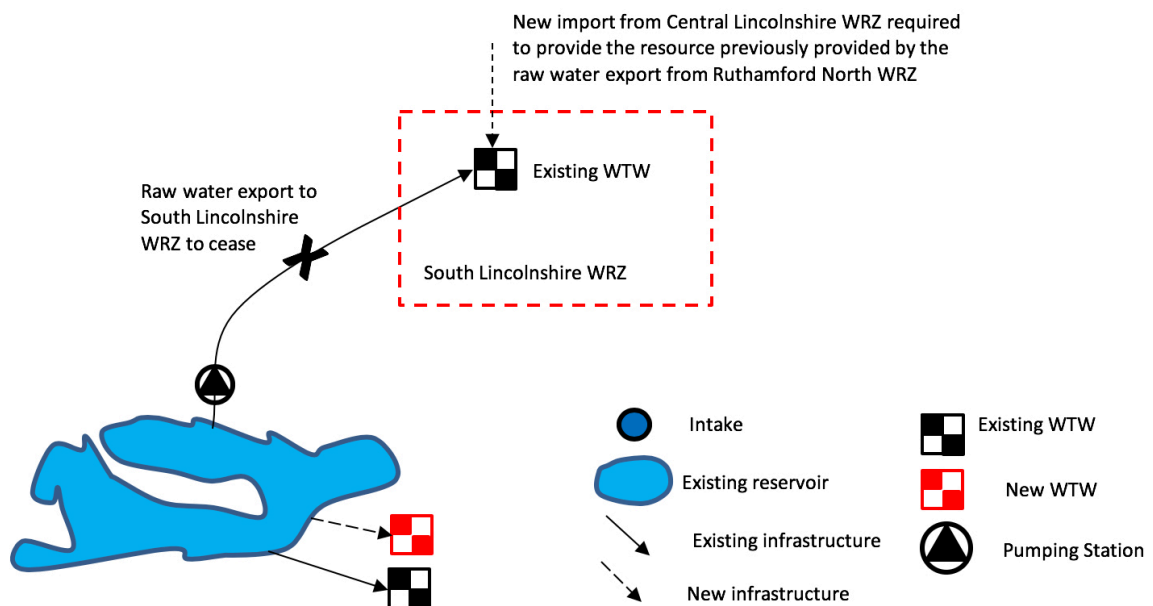 New import from Central Lincolnshire WRZ required
to provide the resource previously provided by the
raw water export from Ruthamford North WRZ
Existing WTW
Raw water export to
South Lincolnshire
WRZ to cease
South Lincolnshire WRZ
Intake
Existing WTW
Existing reservoir
New WTW
Existing infrastructure
Pumping Station
New infrastructure